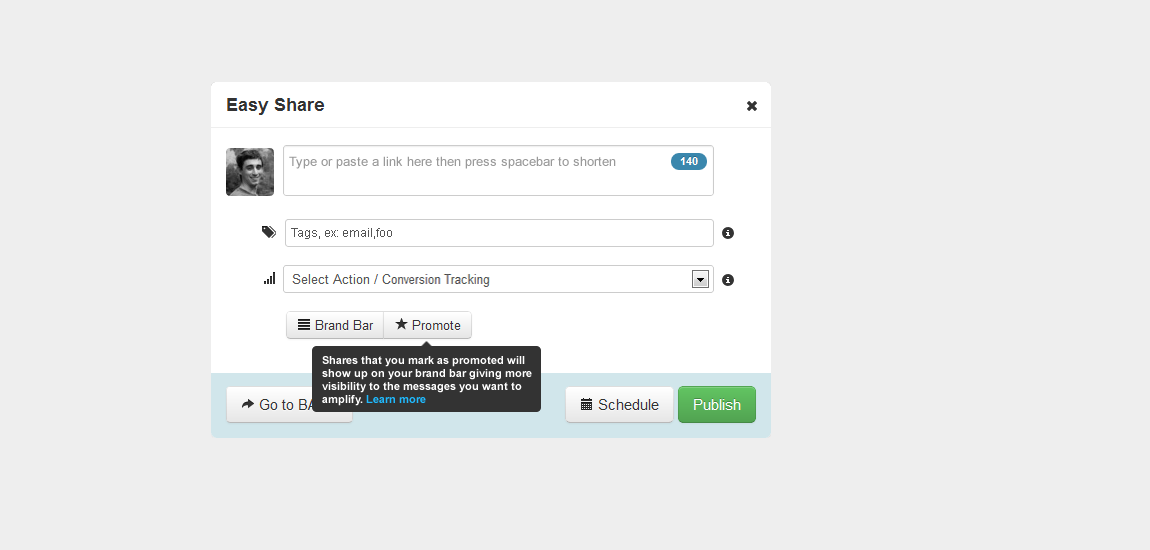 Easy Share
Type or paste a link here then press spacebar to shorten
140
Tags, ex: email,foo
Select Action / Conversion Tracking
Brand Bar
Promote
Shares that you mark as promoted will
show up on your brand bar giving more
visibility to the messages you want to
amplify. Learn more
Go to BA
Schedule
Publish